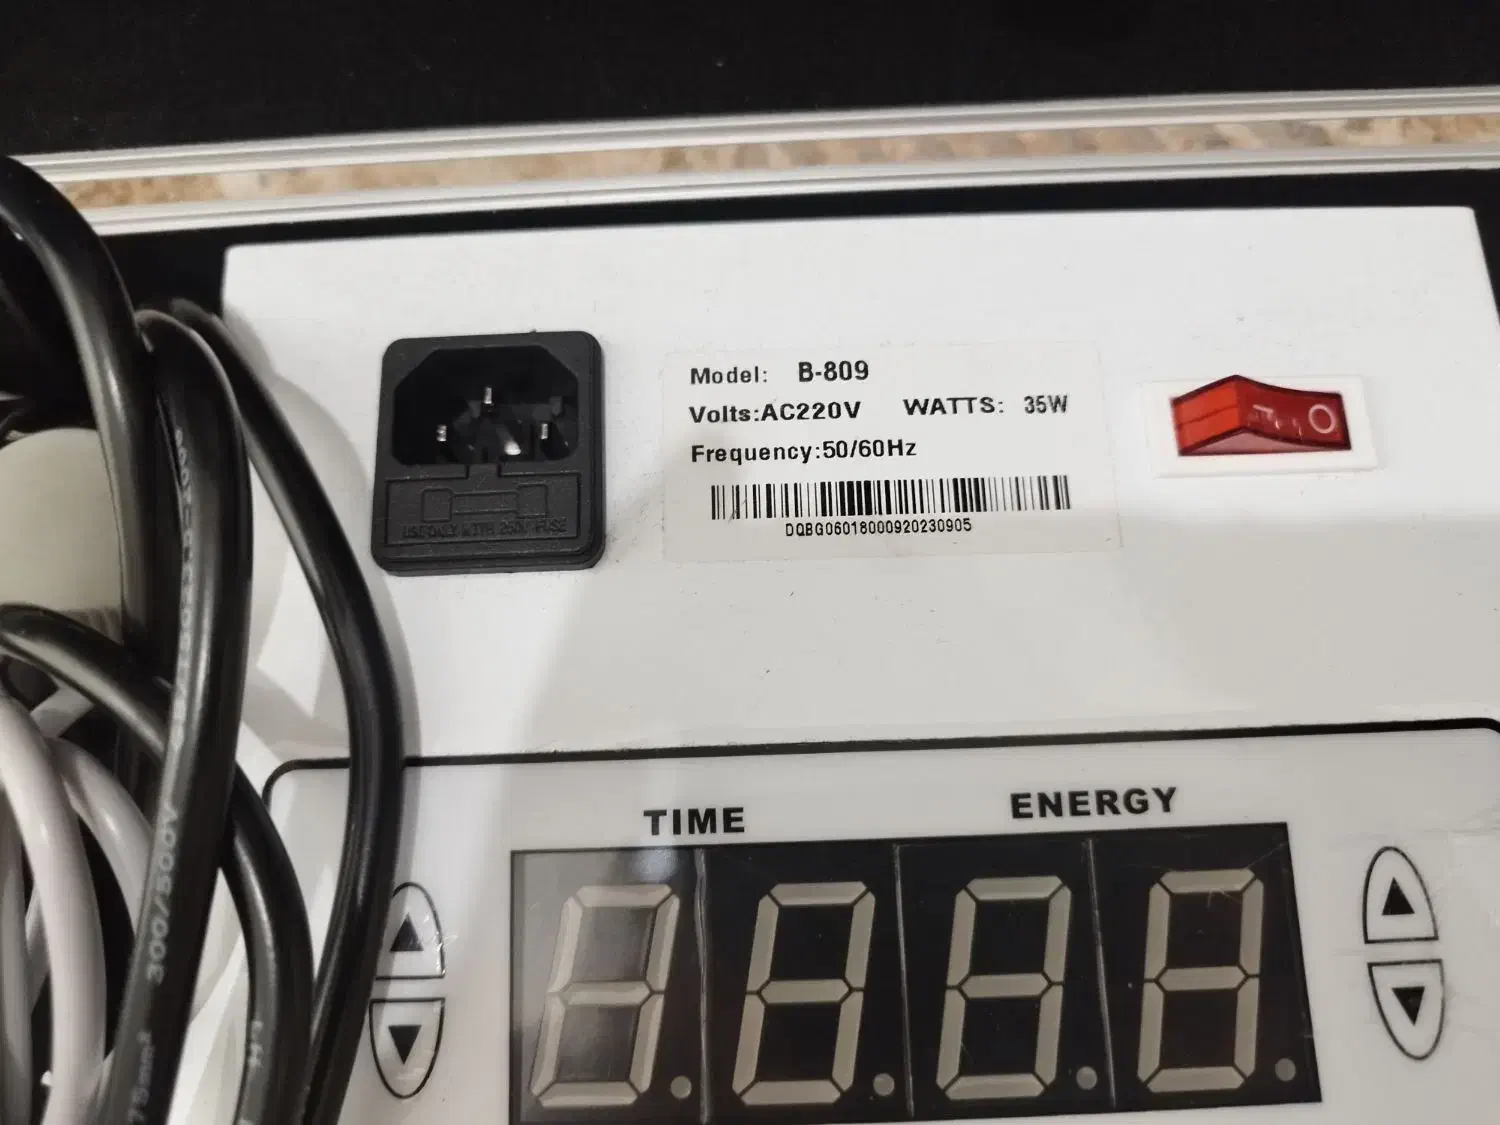 Model: B-809
Volts:AC220V WATTS: 35W
Frequency:50/60Hz
DQBG06018000920230905
USE ONLY WITH 250V FUSE
TIME ENERGY
300/500V
75mm²